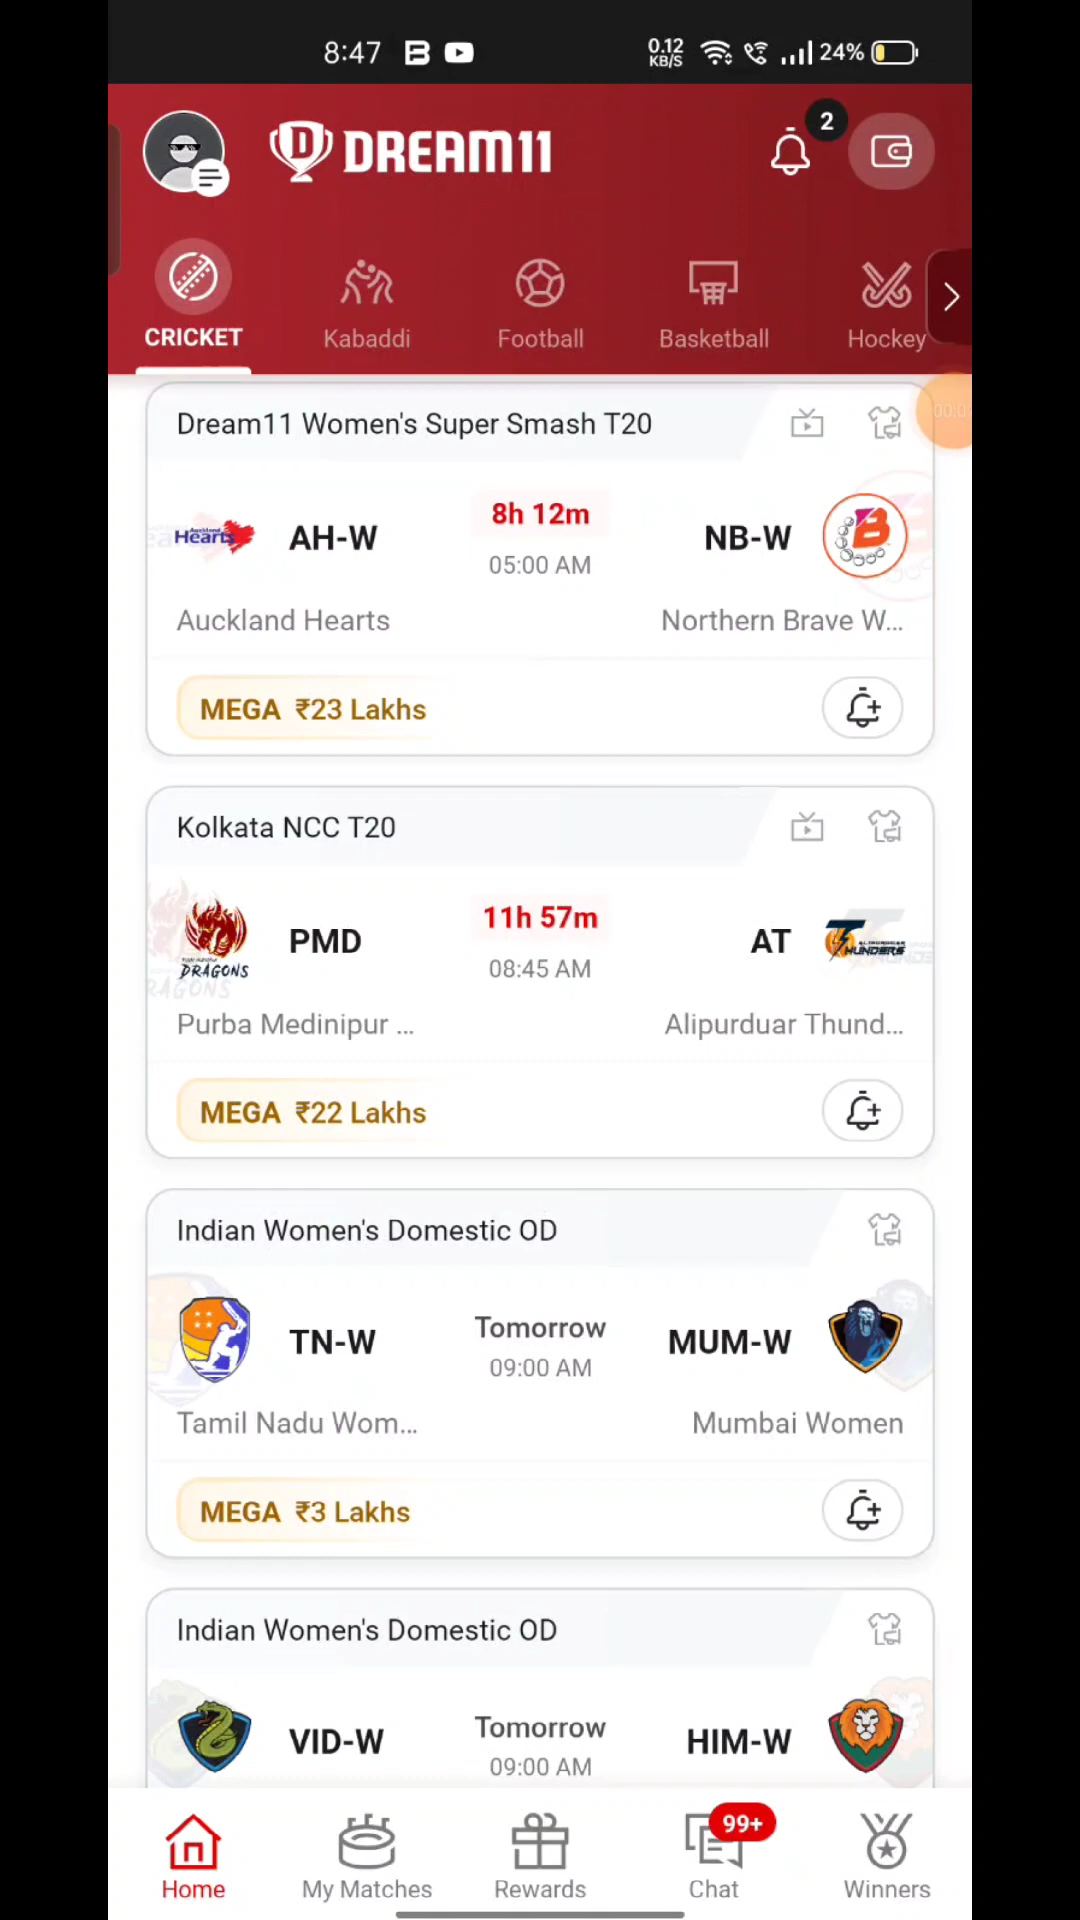 8:47 0.12 KB/S 24%
DREAM11 2
CRICKET Kabaddi Football Basketball Hockey
Dream11 Women's Super Smash T20
AH-W 8h 12m NB-W
05:00 AM
Auckland Hearts Northern Brave W...
MEGA ₹23 Lakhs
Kolkata NCC T20
PMD 11h 57m AT
08:45 AM
DRAGONS THUNDERS
Purba Medinipur ... Alipurduar Thund...
MEGA ₹22 Lakhs
Indian Women's Domestic OD
TN-W Tomorrow MUM-W
09:00 AM
Tamil Nadu Wom... Mumbai Women
MEGA ₹3 Lakhs
Indian Women's Domestic OD
VID-W Tomorrow HIM-W
09:00 AM
99+
Home My Matches Rewards Chat Winners